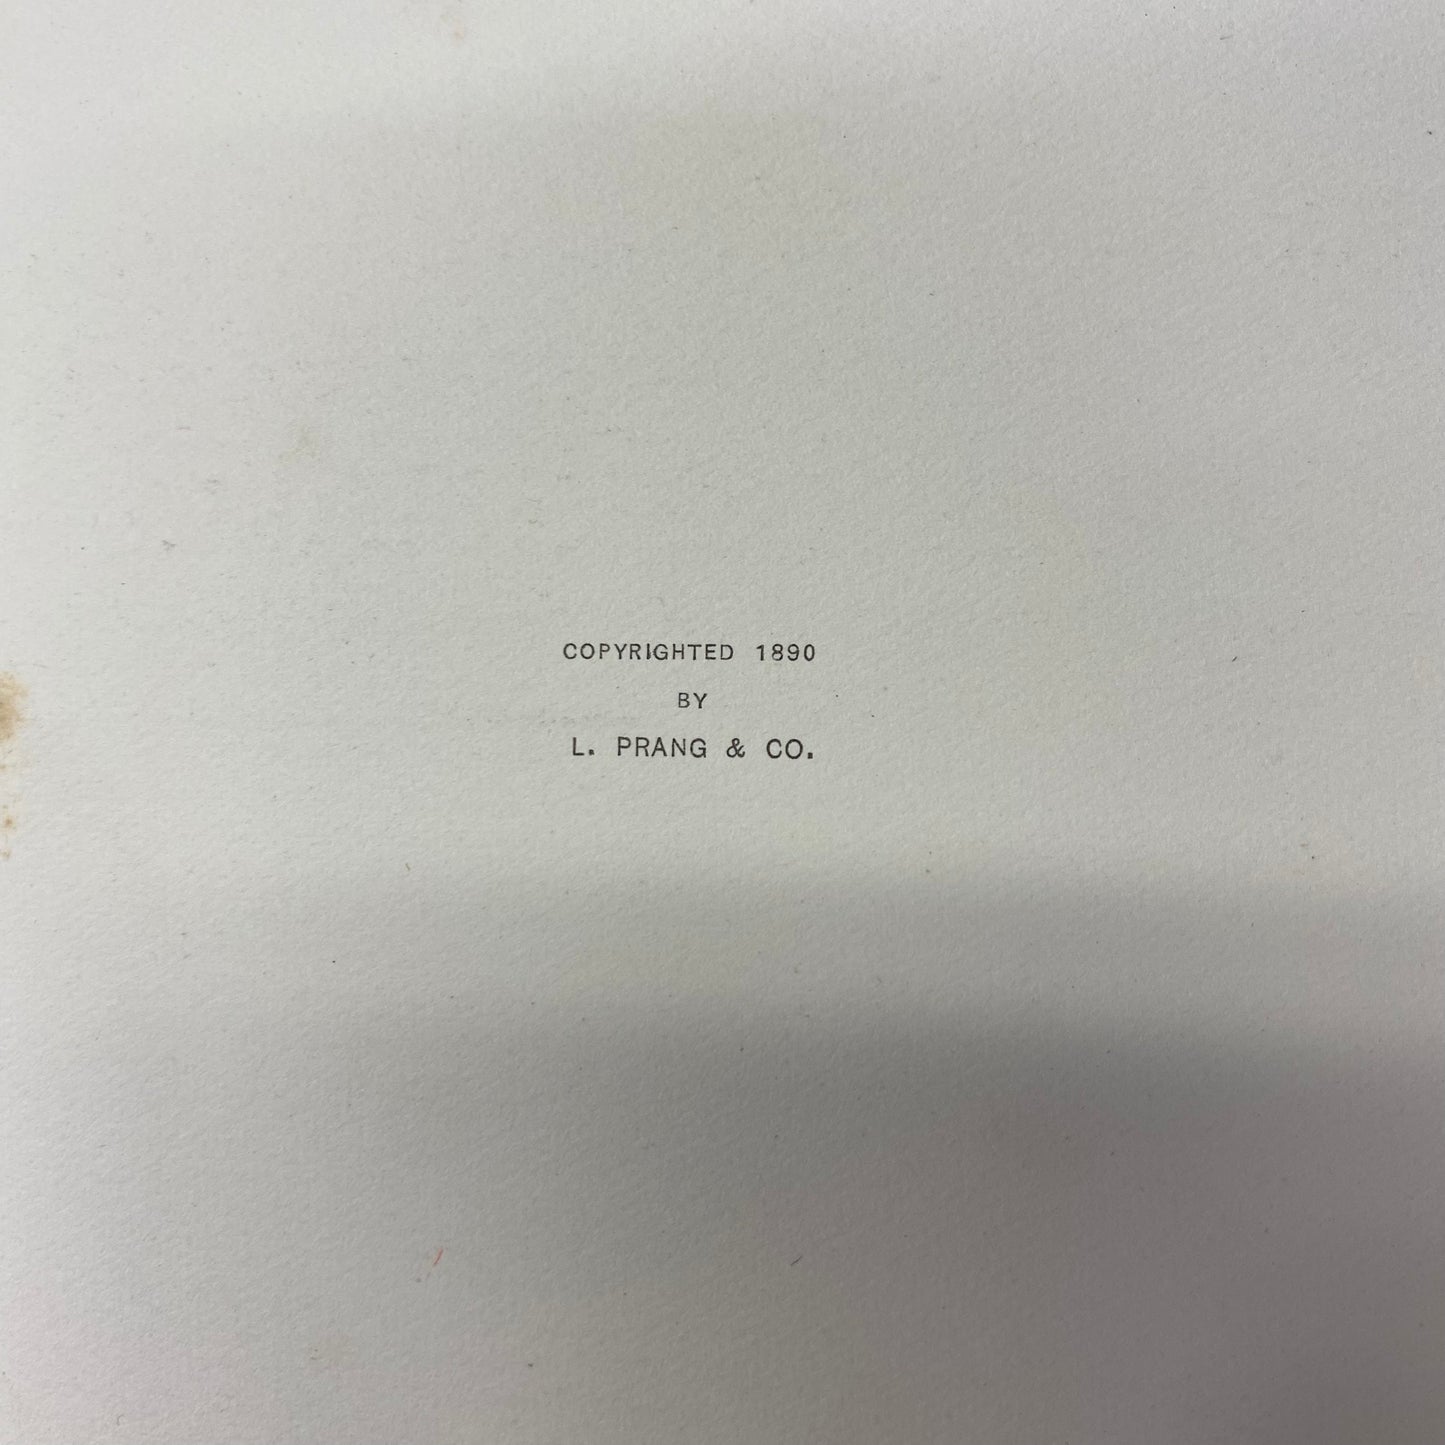 COPYRIGHTED 1890
BY
L. PRANG & CO.